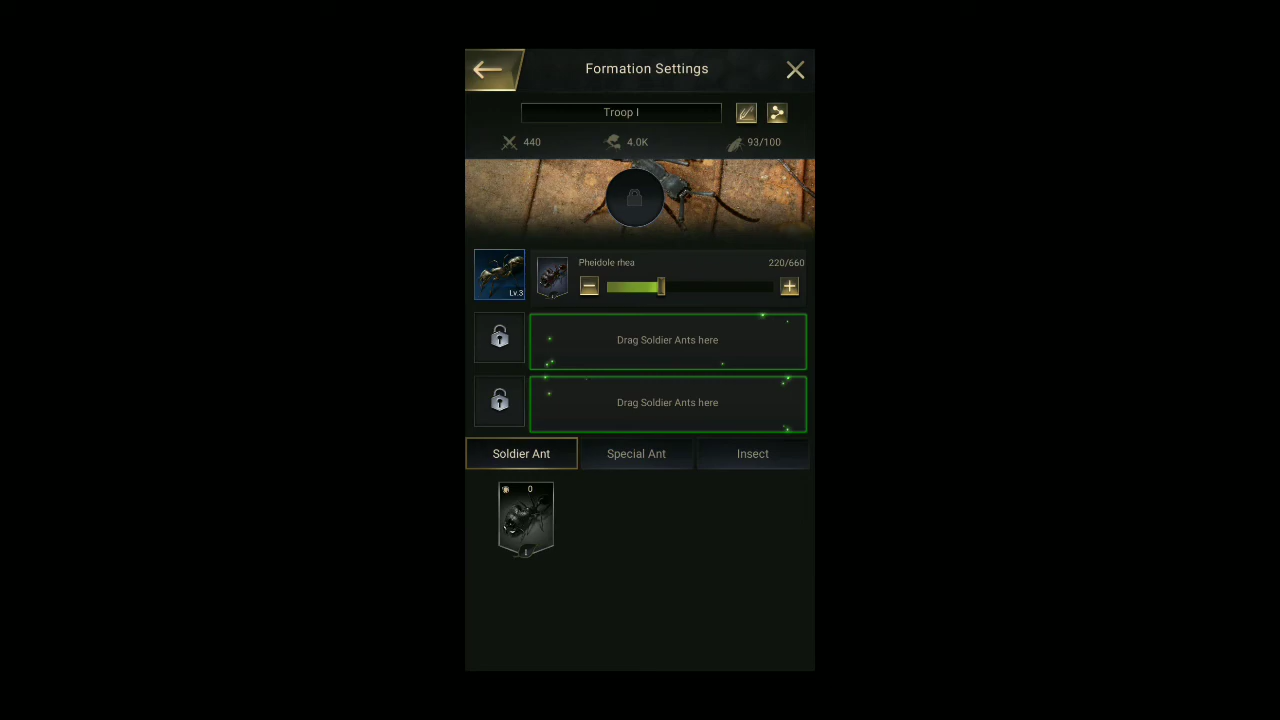 Formation Settings
Troop I
440
4.0K
93/100
Pheidole rhea
220/660
Lv.3
Drag Soldier Ants here
Drag Soldier Ants here
Soldier Ant
Special Ant
Insect
0